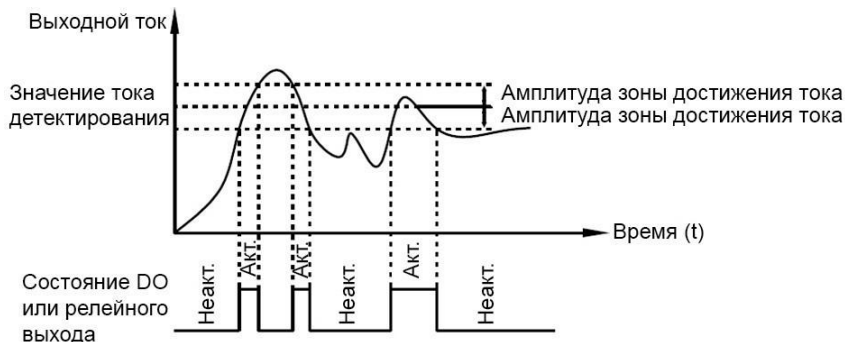 Выходной ток
Значение тока
детектирования
Амплитуда зоны достижения тока
Амплитуда зоны достижения тока
Время (t)
Состояние DO
или релейного
выхода
Неакт.
Акт.
Акт.
Неакт.
Акт.
Неакт.